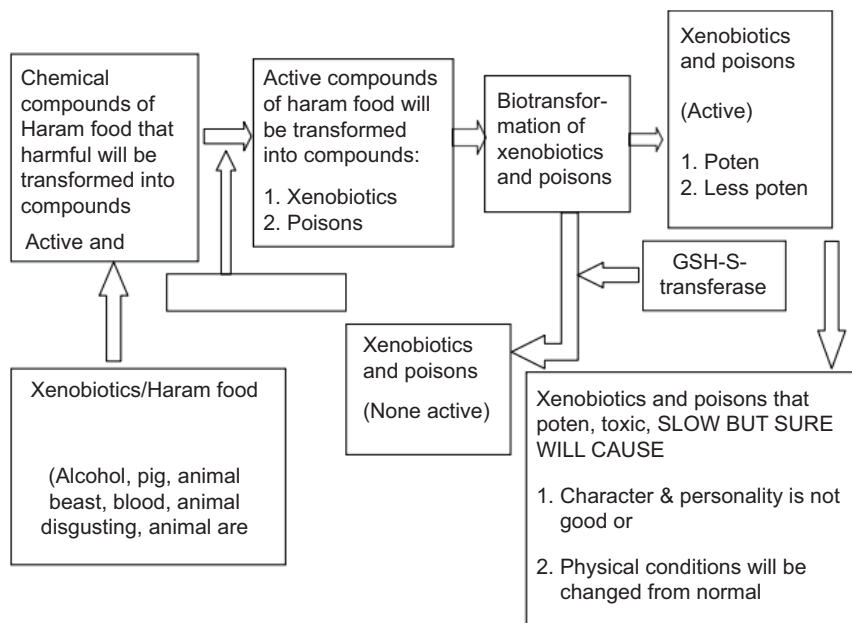 Chemical
compounds of
Haram food that
harmful will be
transformed into
compounds
Active and
Active compounds
of haram food will
be transformed
into compounds:
1. Xenobiotics
2. Poisons
Biotransfor-
mation of
xenobiotics
and poisons
Xenobiotics
and poisons
(Active)
1. Poten
2. Less poten
GSH-S-
transferase
Xenobiotics
and poisons
(None active)
Xenobiotics/Haram food
(Alcohol, pig, animal
beast, blood, animal
disgusting, animal are
Xenobiotics and poisons that
poten, toxic, SLOW BUT SURE
WILL CAUSE
1. Character & personality is not
good or
2. Physical conditions will be
changed from normal